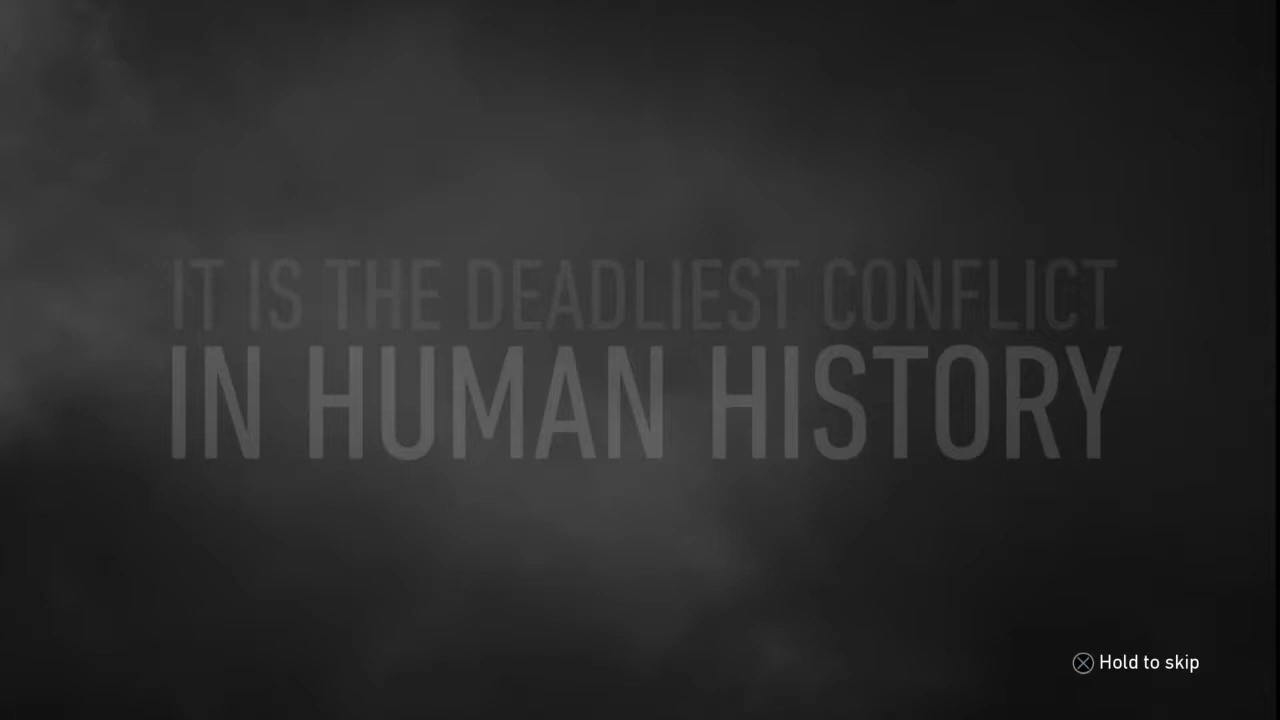 IT IS THE DEADLIEST CONFLICT
IN HUMAN HISTORY
Hold to skip